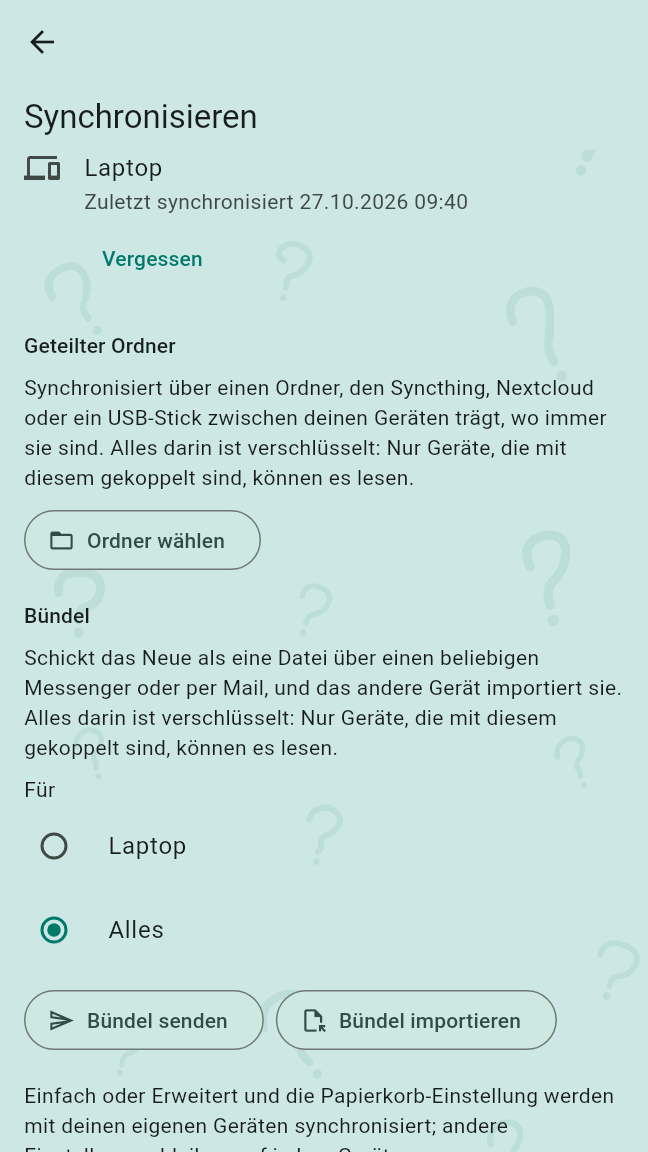 Synchronisieren
Laptop
Zuletzt synchronisiert 27.10.2026 09:40
Vergessen
Geteilter Ordner
Synchronisiert über einen Ordner, den Syncthing, Nextcloud
oder ein USB-Stick zwischen deinen Geräten trägt, wo immer
sie sind. Alles darin ist verschlüsselt: Nur Geräte, die mit
diesem gekoppelt sind, können es lesen.
Ordner wählen
Bündel
Schickt das Neue als eine Datei über einen beliebigen
Messenger oder per Mail, und das andere Gerät importiert sie.
Alles darin ist verschlüsselt: Nur Geräte, die mit diesem
gekoppelt sind, können es lesen.
Für
Laptop
Alles
Bündel senden
Bündel importieren
Einfach oder Erweitert und die Papierkorb-Einstellung werden
mit deinen eigenen Geräten synchronisiert; andere